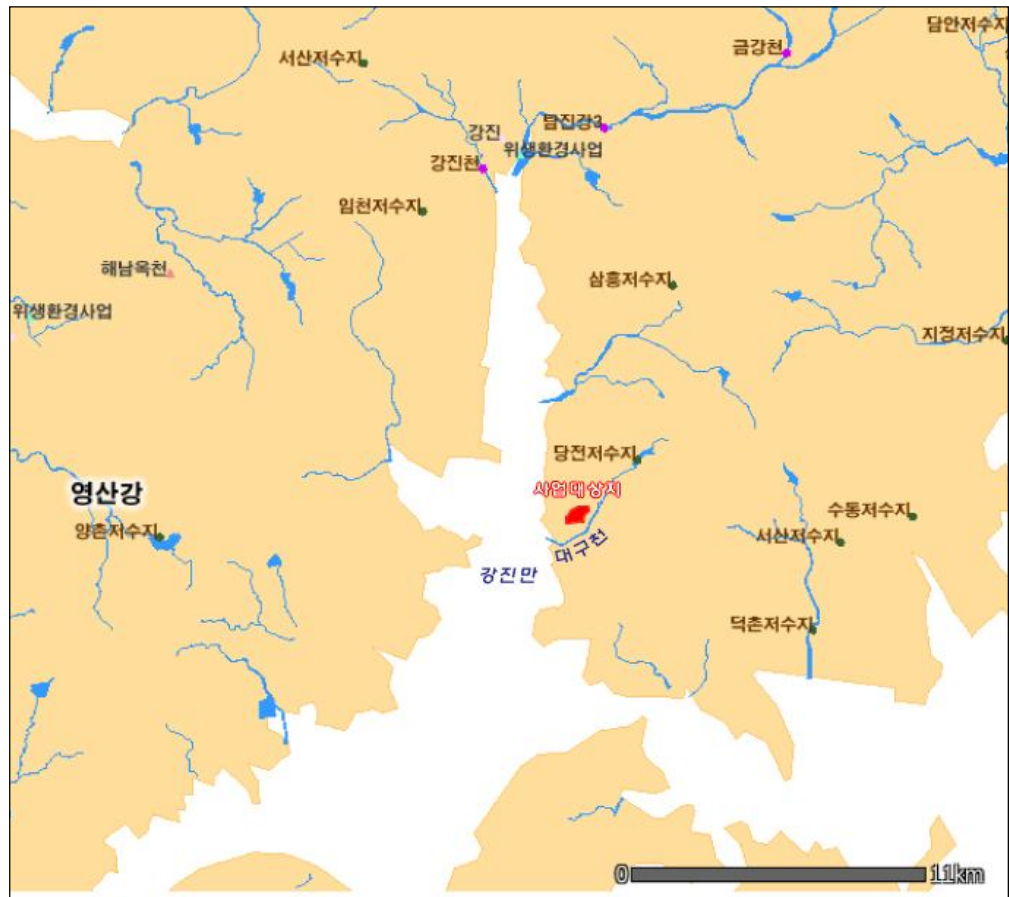 담안저수지
금강천
서산저수지
탐진강3
강진
위생환경사업
강진천
임천저수지
해남옥천
삼흥저수지
위생환경사업
지정저수지
당전저수지
사업대상지
영산강
양촌저수지
수동저수지
서산저수지
대구천
강진만
덕촌저수지
0 11km